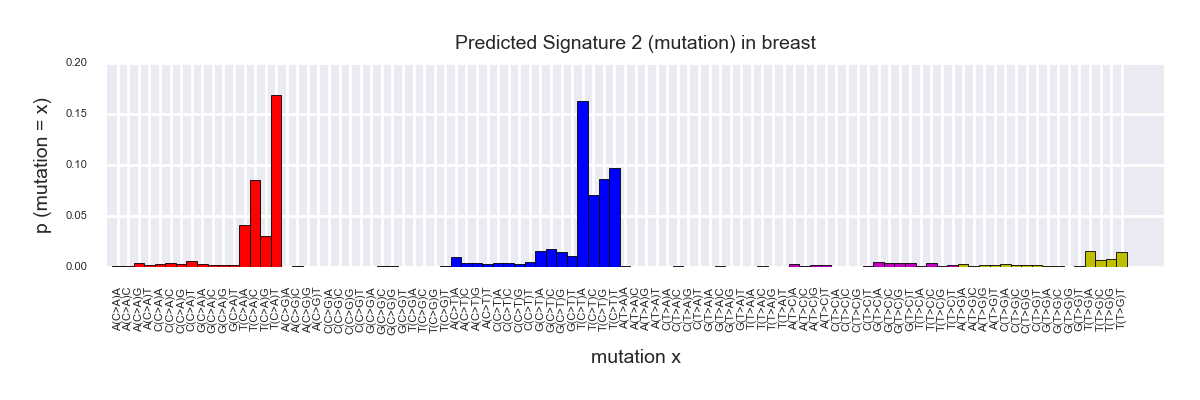 Predicted Signature 2 (mutation) in breast
0.20
0.15
0.10
0.05
0.00
p (mutation = x)
A(C>A)A
A(C>A)C
A(C>A)G
A(C>A)T
C(C>A)A
C(C>A)C
C(C>A)G
C(C>A)T
G(C>A)A
G(C>A)C
G(C>A)G
G(C>A)T
T(C>A)A
T(C>A)C
T(C>A)G
T(C>A)T
A(C>G)A
A(C>G)C
A(C>G)G
A(C>G)T
C(C>G)A
C(C>G)C
C(C>G)G
C(C>G)T
G(C>G)A
G(C>G)C
G(C>G)G
G(C>G)T
T(C>G)A
T(C>G)C
T(C>G)G
T(C>G)T
A(C>T)A
A(C>T)C
A(C>T)G
A(C>T)T
C(C>T)A
C(C>T)C
C(C>T)G
C(C>T)T
G(C>T)A
G(C>T)C
G(C>T)G
G(C>T)T
T(C>T)A
T(C>T)C
T(C>T)G
T(C>T)T
A(T>A)A
A(T>A)C
A(T>A)G
A(T>A)T
C(T>A)A
C(T>A)C
C(T>A)G
C(T>A)T
G(T>A)A
G(T>A)C
G(T>A)G
G(T>A)T
T(T>A)A
T(T>A)C
T(T>A)G
T(T>A)T
A(T>C)A
A(T>C)C
A(T>C)G
A(T>C)T
C(T>C)A
C(T>C)C
C(T>C)G
C(T>C)T
G(T>C)A
G(T>C)C
G(T>C)G
G(T>C)T
T(T>C)A
T(T>C)C
T(T>C)G
T(T>C)T
A(T>G)A
A(T>G)C
A(T>G)G
A(T>G)T
C(T>G)A
C(T>G)C
C(T>G)G
C(T>G)T
G(T>G)A
G(T>G)C
G(T>G)G
G(T>G)T
T(T>G)A
T(T>G)C
T(T>G)G
T(T>G)T
mutation x